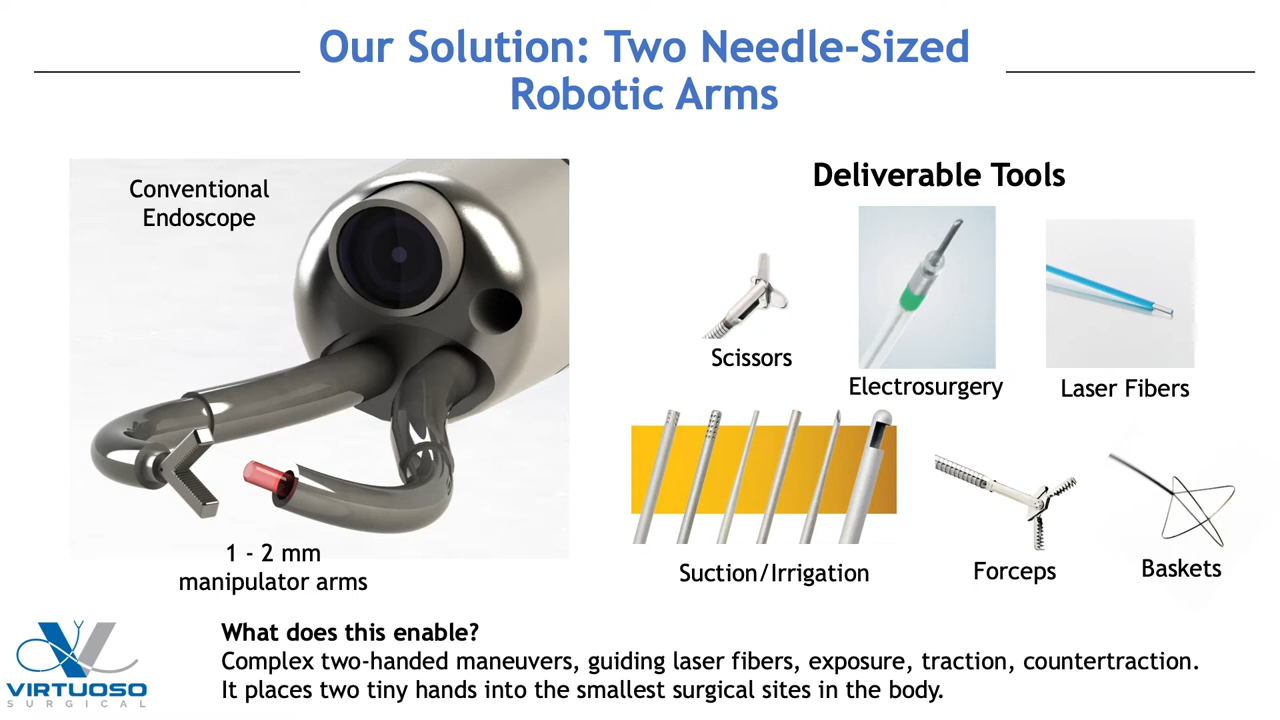 Our Solution: Two Needle-Sized
Robotic Arms
Conventional
Endoscope
1 - 2 mm
manipulator arms
Deliverable Tools
Scissors
Electrosurgery
Laser Fibers
Suction/Irrigation
Forceps
Baskets
What does this enable?
Complex two-handed maneuvers, guiding laser fibers, exposure, traction, countertraction.
It places two tiny hands into the smallest surgical sites in the body.
VIRTUOSO
SURGICAL